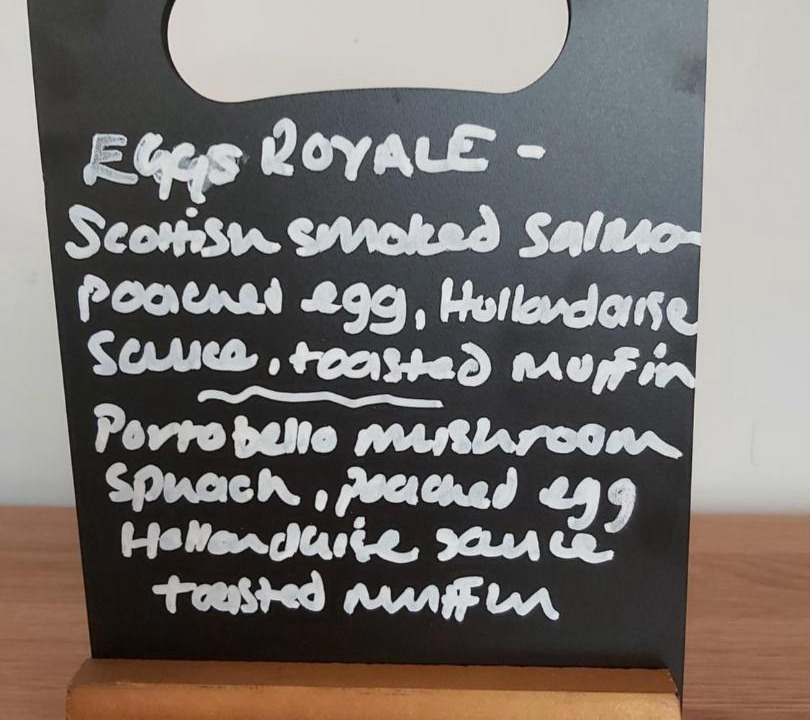 EGGS ROYALE -
Scottish smoked salmon
poached egg, Hollandaise
sauce, toasted muffin
Portobello mushroom
spinach, poached egg
Hollandaise sauce
toasted muffin